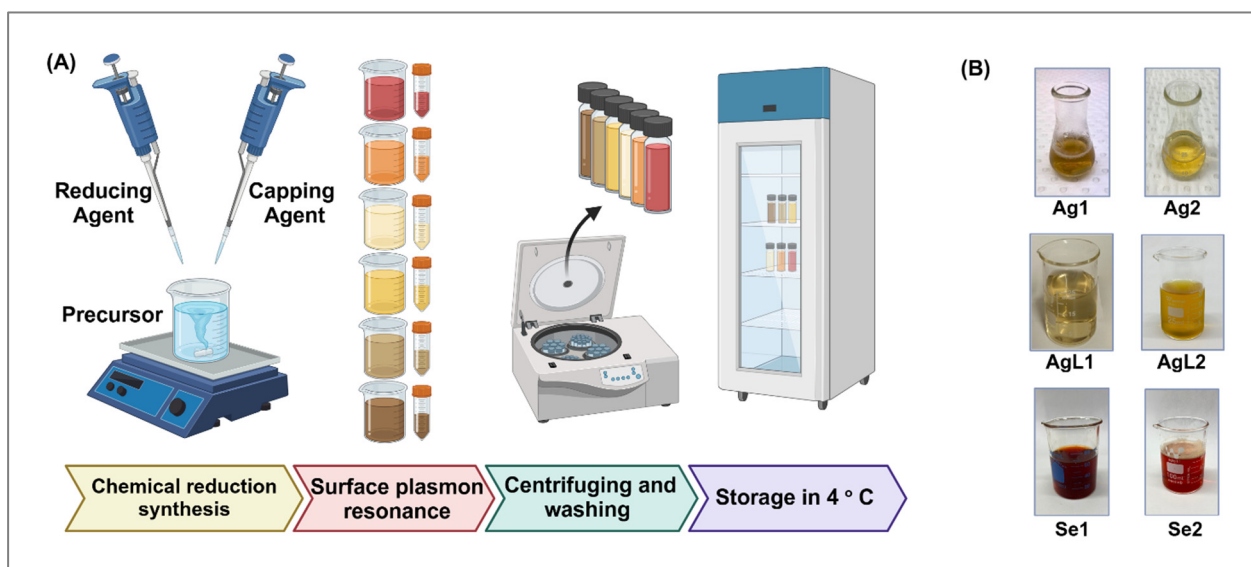 (A)
Reducing
Agent
Capping
Agent
Precursor
Chemical reduction
synthesis
Surface plasmon
resonance
Centrifuging and
washing
Storage in 4 ° C
(B)
Ag1
Ag2
AgL1
AgL2
Se1
Se2